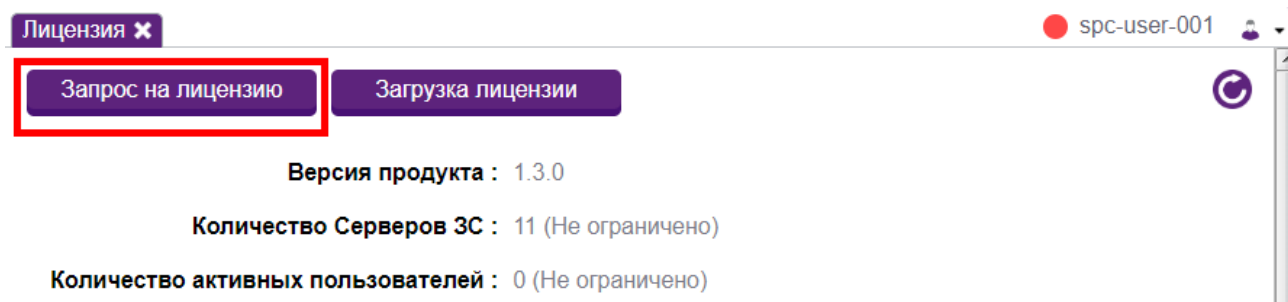 Лицензия
spc-user-001
Запрос на лицензию
Загрузка лицензии
Версия продукта : 1.3.0
Количество Серверов ЗС : 11 (Не ограничено)
Количество активных пользователей : 0 (Не ограничено)